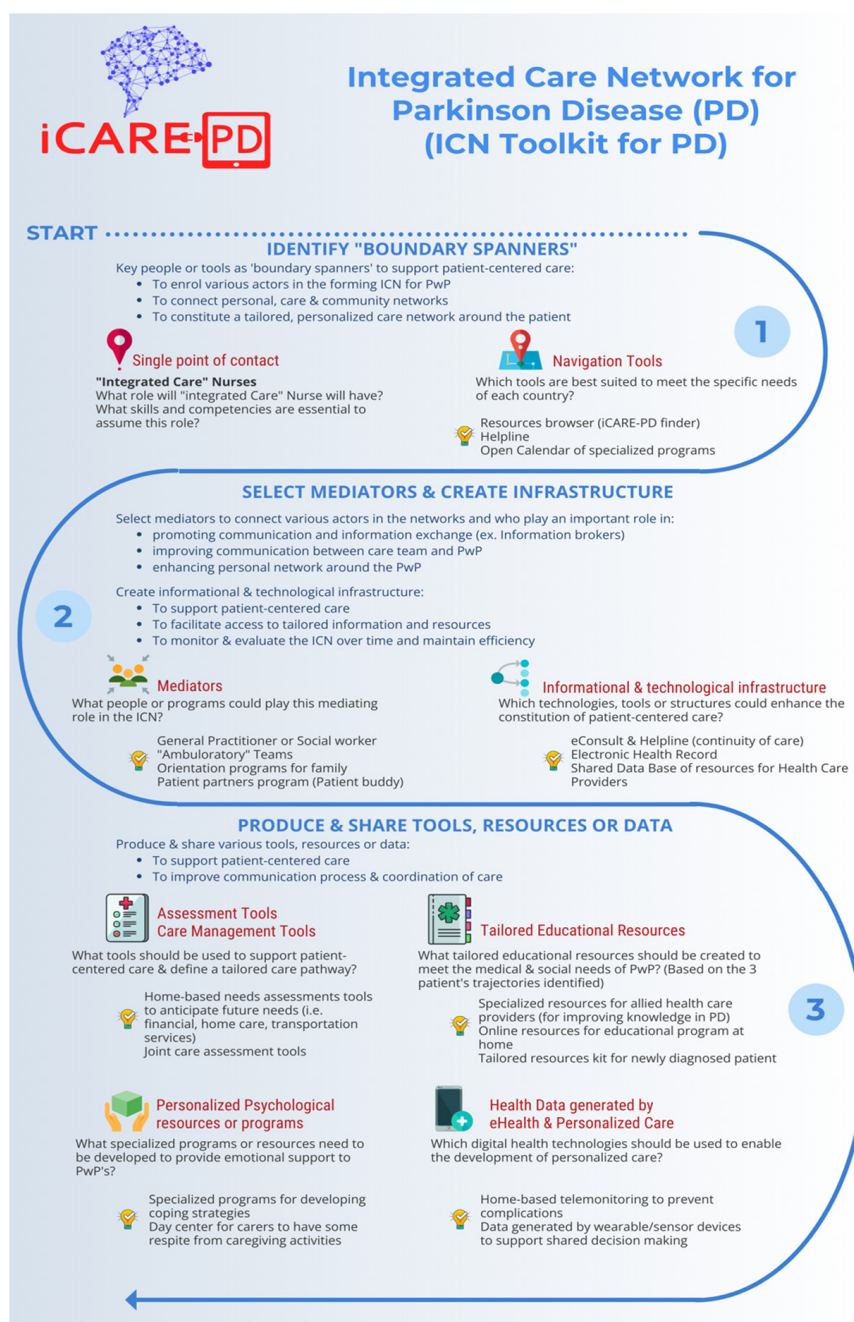 iCARE PD
Integrated Care Network for
Parkinson Disease (PD)
(ICN Toolkit for PD)
START
IDENTIFY "BOUNDARY SPANNERS"
Key people or tools as 'boundary spanners' to support patient-centered care:
• To enrol various actors in the forming ICN for PwP
• To connect personal, care & community networks
• To constitute a tailored, personalized care network around the patient
1
Single point of contact
"Integrated Care" Nurses
What role will "integrated Care" Nurse will have?
What skills and competencies are essential to
assume this role?
Navigation Tools
Which tools are best suited to meet the specific needs
of each country?
Resources browser (iCARE-PD finder)
Helpline
Open Calendar of specialized programs
SELECT MEDIATORS & CREATE INFRASTRUCTURE
Select mediators to connect various actors in the networks and who play an important role in:
• promoting communication and information exchange (ex. Information brokers)
• improving communication between care team and PwP
• enhancing personal network around the PwP
Create informational & technological infrastructure:
• To support patient-centered care
• To facilitate access to tailored information and resources
• To monitor & evaluate the ICN over time and maintain efficiency
2
Mediators
What people or programs could play this mediating
role in the ICN?
General Practitioner or Social worker
"Ambuloratory" Teams
Orientation programs for family
Patient partners program (Patient buddy)
Informational & technological infrastructure
Which technologies, tools or structures could enhance the
constitution of patient-centered care?
eConsult & Helpline (continuity of care)
Electronic Health Record
Shared Data Base of resources for Health Care
Providers
PRODUCE & SHARE TOOLS, RESOURCES OR DATA
Produce & share various tools, resources or data:
• To support patient-centered care
• To improve communication process & coordination of care
Assessment Tools
Care Management Tools
What tools should be used to support patient-
centered care & define a tailored care pathway?
Home-based needs assessments tools
to anticipate future needs (i.e.
financial, home care, transportation
services)
Joint care assessment tools
Tailored Educational Resources
What tailored educational resources should be created to
meet the medical & social needs of PwP? (Based on the 3
patient's trajectories identified)
Specialized resources for allied health care
providers (for improving knowledge in PD)
Online resources for educational program at
home
Tailored resources kit for newly diagnosed patient
3
Personalized Psychological
resources or programs
What specialized programs or resources need to
be developed to provide emotional support to
PwP's?
Specialized programs for developing
coping strategies
Day center for carers to have some
respite from caregiving activities
Health Data generated by
eHealth & Personalized Care
Which digital health technologies should be used to enable
the development of personalized care?
Home-based telemonitoring to prevent
complications
Data generated by wearable/sensor devices
to support shared decision making